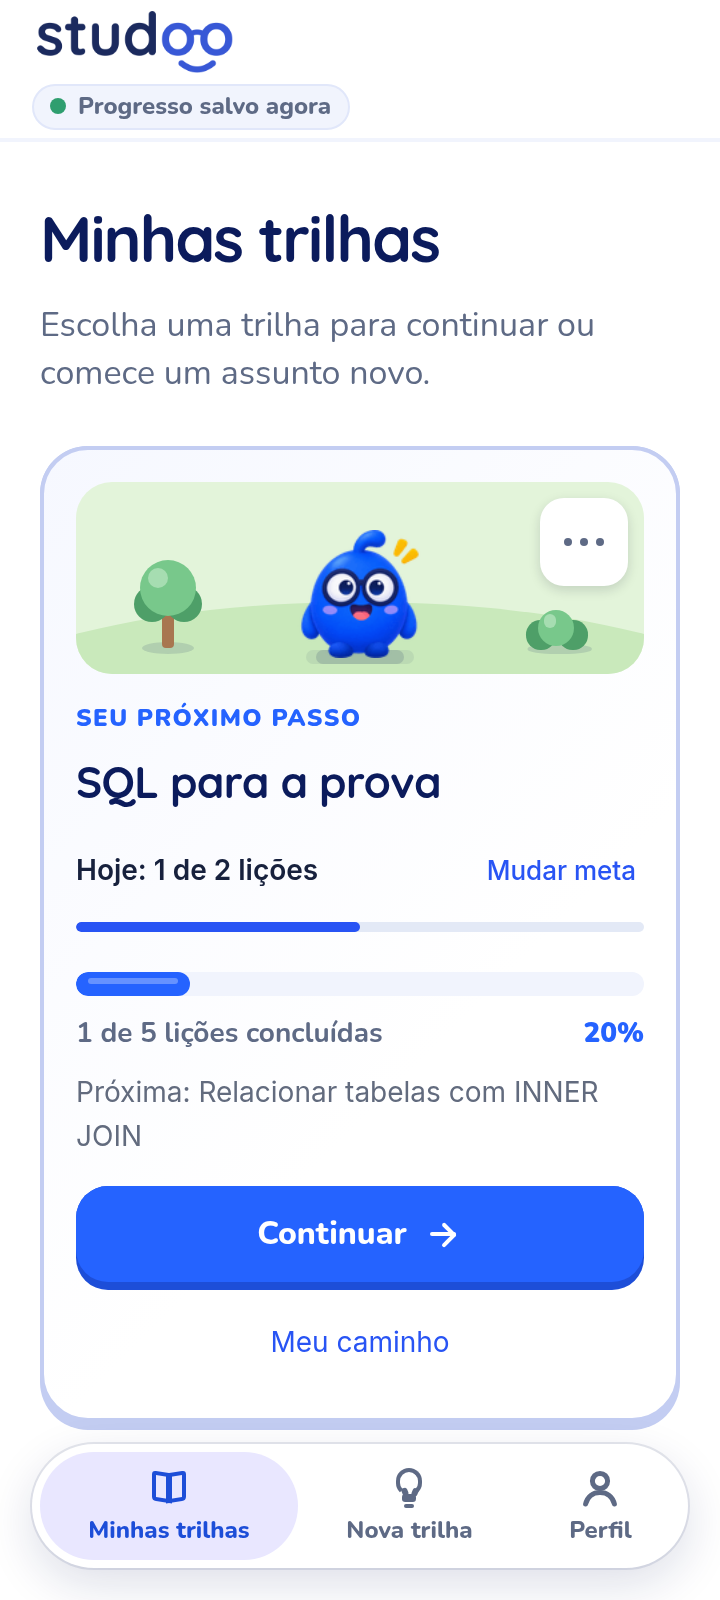 studoo
Progresso salvo agora
Minhas trilhas
Escolha uma trilha para continuar ou
comece um assunto novo.
SEU PRÓXIMO PASSO
SQL para a prova
Hoje: 1 de 2 lições
Mudar meta
1 de 5 lições concluídas
20%
Próxima: Relacionar tabelas com INNER
JOIN
Continuar →
Meu caminho
Minhas trilhas
Nova trilha
Perfil